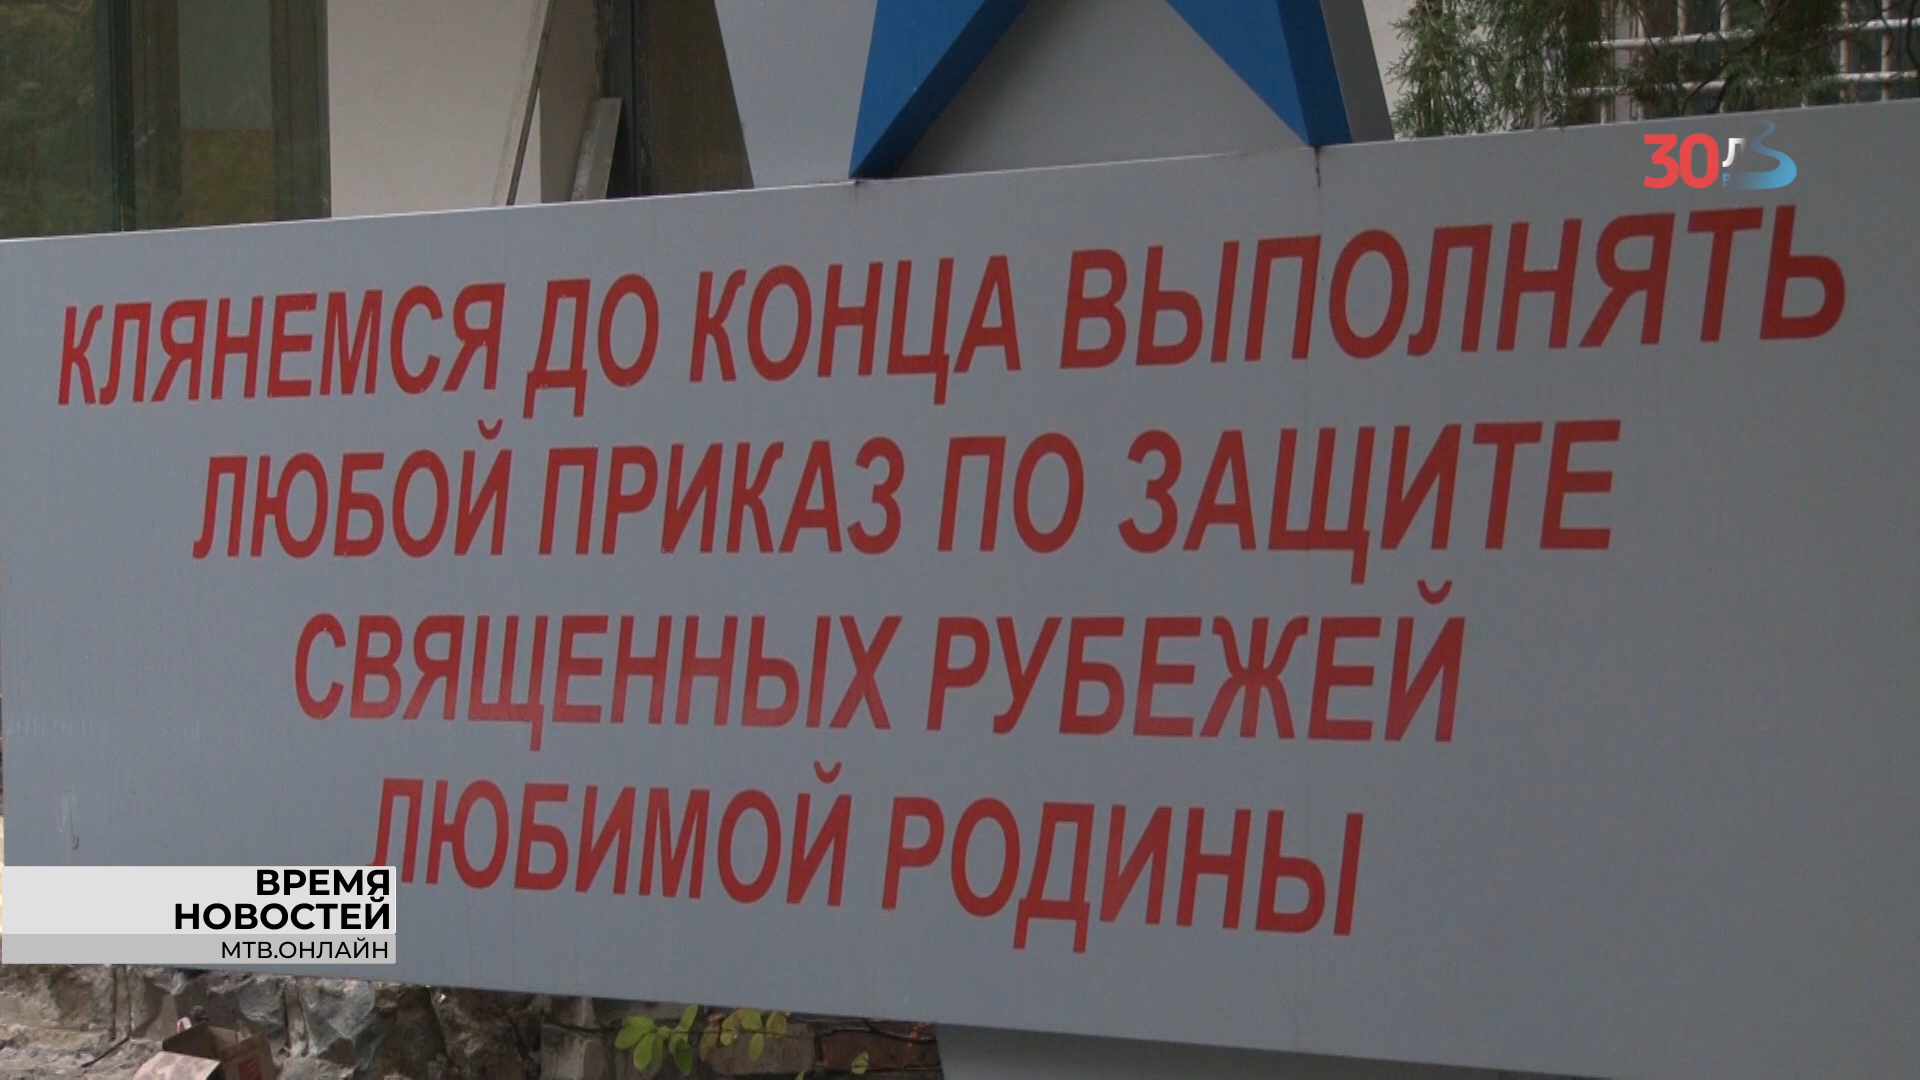 30 Л
КЛЯНЕМСЯ ДО КОНЦА ВЫПОЛНЯТЬ
ЛЮБОЙ ПРИКАЗ ПО ЗАЩИТЕ
СВЯЩЕННЫХ РУБЕЖЕЙ
ЛЮБИМОЙ РОДИНЫ
ВРЕМЯ
НОВОСТЕЙ
МТВ.ОНЛАЙН